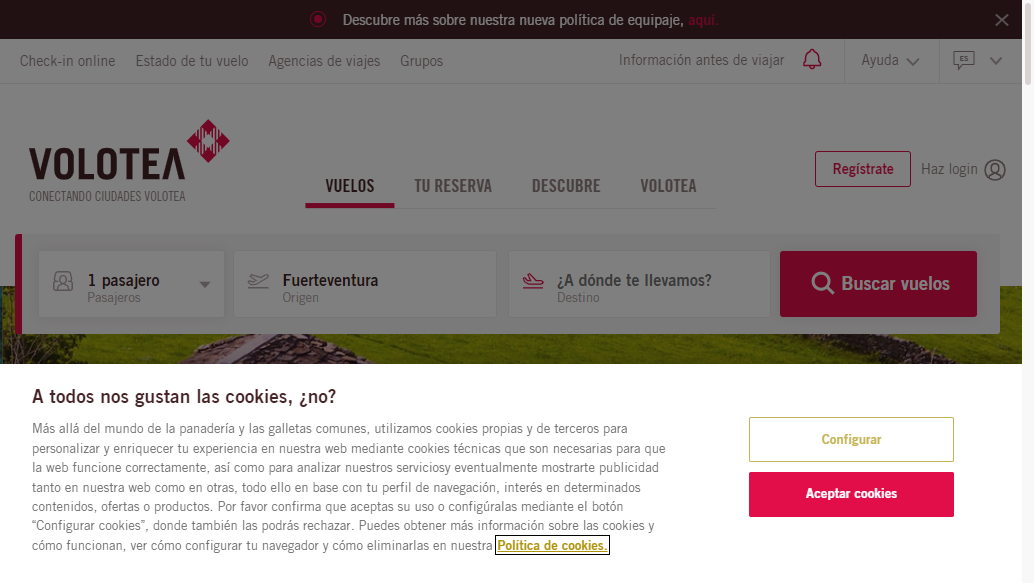 Descubre más sobre nuestra nueva política de equipaje, aquí.
Check-in online Estado de tu vuelo Agencias de viajes Grupos Información antes de viajar Ayuda ES
VOLOTEA
CONECTANDO CIUDADES VOLOTEA
VUELOS TU RESERVA DESCUBRE VOLOTEA
Regístrate Haz login
1 pasajero
Pasajeros
Fuerteventura
Origen
¿A dónde te llevamos?
Destino
Buscar vuelos
A todos nos gustan las cookies, ¿no?
Más allá del mundo de la panadería y las galletas comunes, utilizamos cookies propias y de terceros para
personalizar y enriquecer tu experiencia en nuestra web mediante cookies técnicas que son necesarias para que
la web funcione correctamente, así como para analizar nuestros serviciosy eventualmente mostrarte publicidad
tanto en nuestra web como en otras, todo ello en base con tu perfil de navegación, interés en determinados
contenidos, ofertas o productos. Por favor confirma que aceptas su uso o configúralas mediante el botón
“Configurar cookies”, donde también las podrás rechazar. Puedes obtener más información sobre las cookies y
cómo funcionan, ver cómo configurar tu navegador y cómo eliminarlas en nuestra Política de cookies.
Configurar
Aceptar cookies